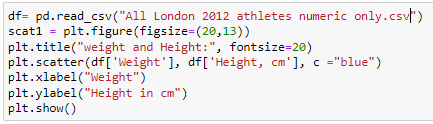 df= pd.read_csv("All London 2012 athletes numeric only.csv")
scat1 = plt.figure(figsize=(20,13))
plt.title("weight and Height:", fontsize=20)
plt.scatter(df['Weight'], df['Height, cm'], c ="blue")
plt.xlabel("Weight")
plt.ylabel("Height in cm")
plt.show()